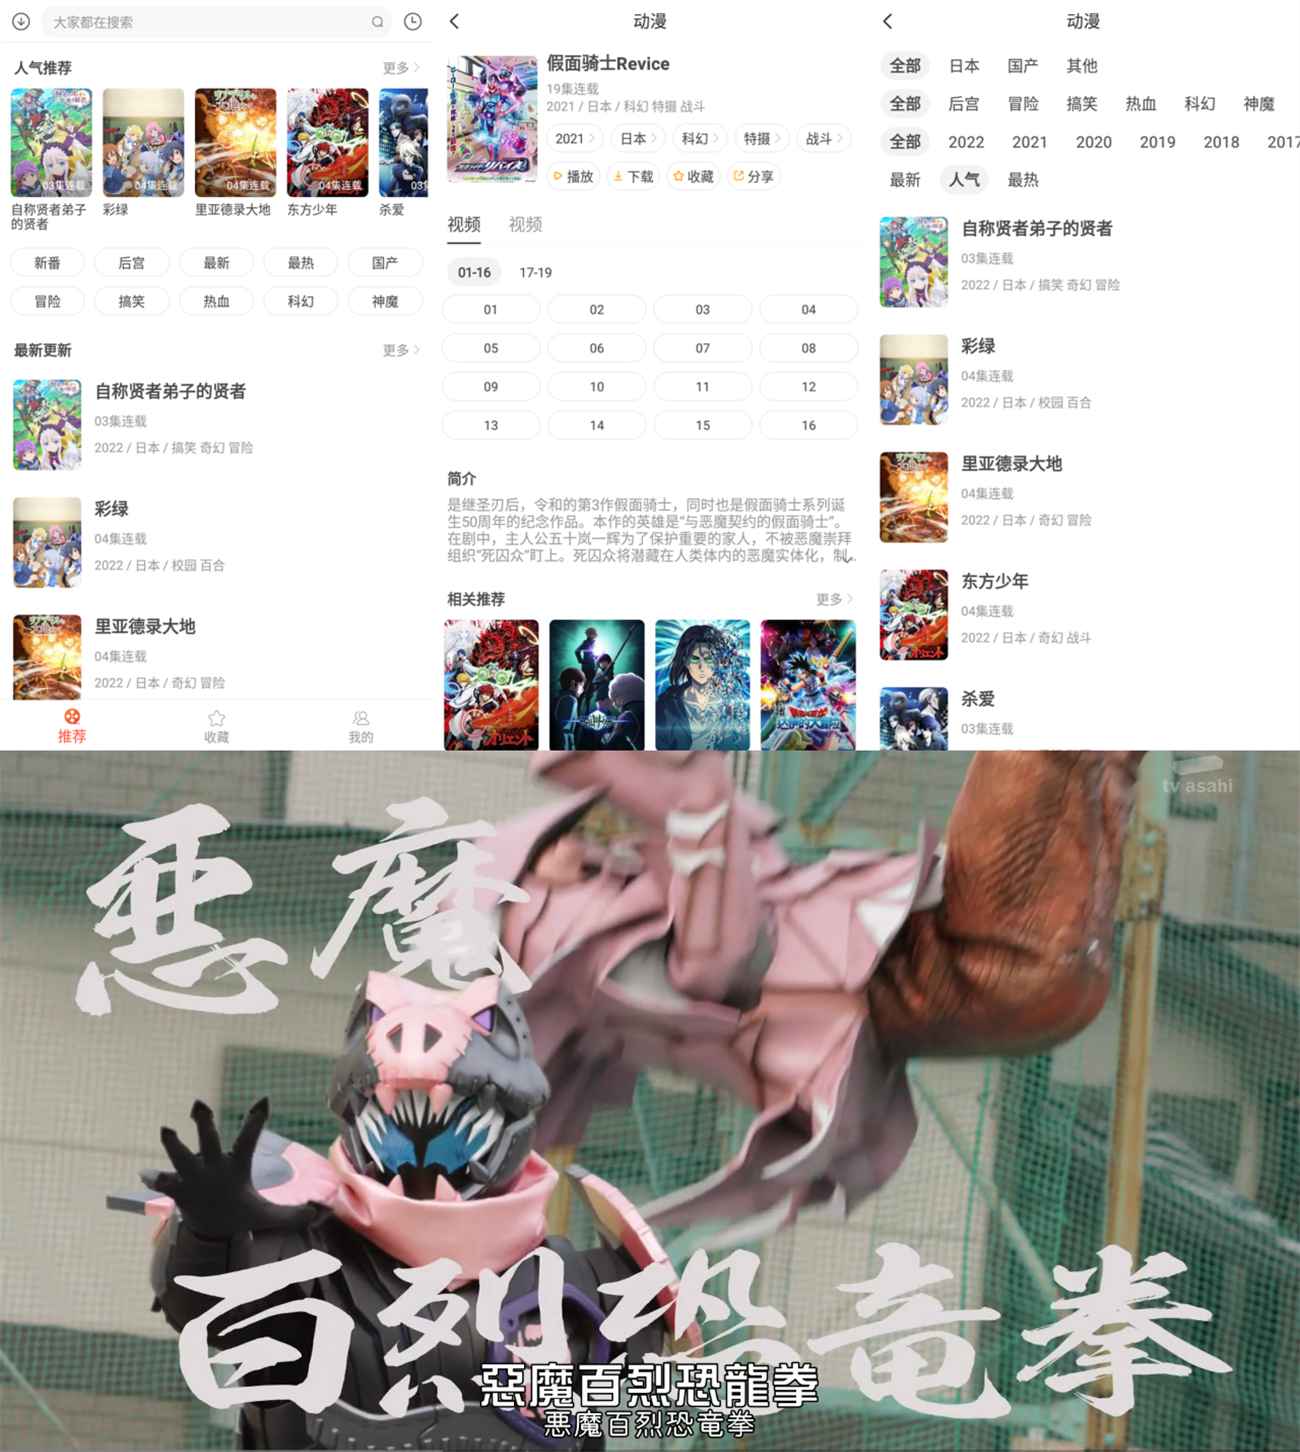 大家都在搜索
人气推荐
更多
03集连载
04集连载
04集连载
04集连载
自称贤者弟子的贤者
彩绿
里亚德录大地
东方少年
杀爱
新番
后宫
最新
最热
国产
冒险
搞笑
热血
科幻
神魔
最新更新
更多
自称贤者弟子的贤者
03集连载
2022 / 日本 / 搞笑 奇幻 冒险
彩绿
04集连载
2022 / 日本 / 校园 百合
里亚德录大地
04集连载
2022 / 日本 / 奇幻 冒险
推荐
收藏
我的
动漫
假面骑士Revice
19集连载
2021 / 日本 / 科幻 特摄 战斗
2021
日本
科幻
特摄
战斗
播放
下载
收藏
分享
视频
视频
01-16
17-19
01
02
03
04
05
06
07
08
09
10
11
12
13
14
15
16
简介
是继圣刃后，令和的第3作假面骑士，同时也是假面骑士系列诞
生50周年的纪念作品。本作的英雄是“与恶魔契约的假面骑士”。
在剧中，主人公五十岚一辉为了保护重要的家人，不被恶魔崇拜
组织“死囚众”盯上。死囚众将潜藏在人类体内的恶魔实体化，制..
相关推荐
更多
动漫
全部 日本 国产 其他
全部 后宫 冒险 搞笑 热血 科幻 神魔
全部 2022 2021 2020 2019 2018 2017
最新 人气 最热
自称贤者弟子的贤者
03集连载
2022 / 日本 / 搞笑 奇幻 冒险
彩绿
04集连载
2022 / 日本 / 校园 百合
里亚德录大地
04集连载
2022 / 日本 / 奇幻 冒险
东方少年
04集连载
2022 / 日本 / 奇幻 战斗
杀爱
03集连载
tv asahi
悪魔
百烈恐竜拳
惡魔百烈恐龍拳
悪魔百烈恐竜拳